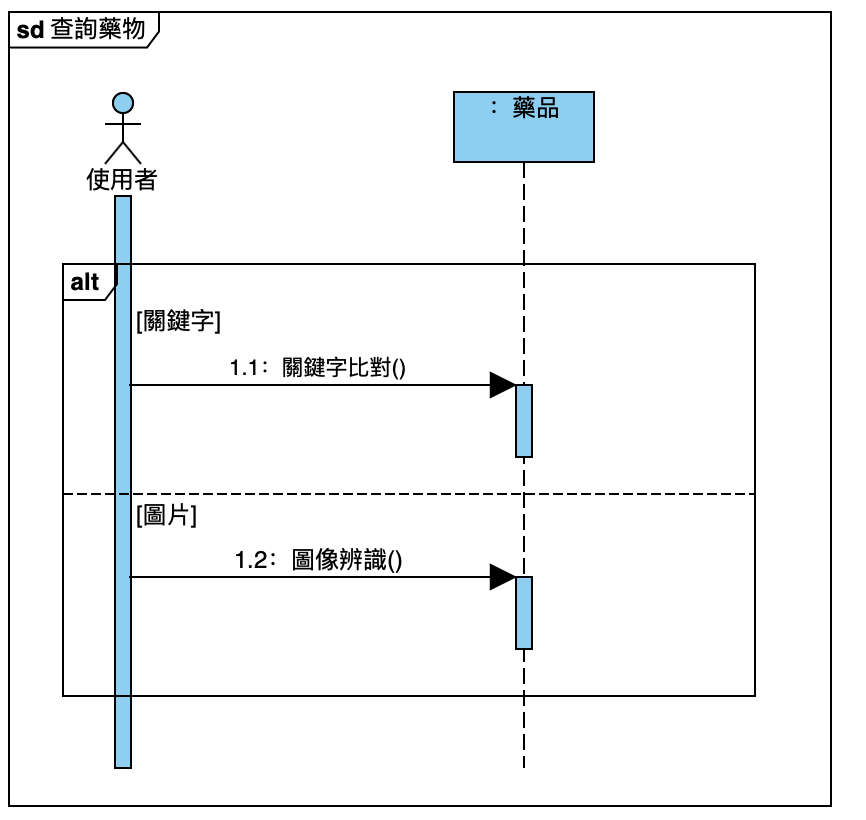 sd 查詢藥物
： 藥品
使用者
alt
[關鍵字]
1.1：關鍵字比對()
[圖片]
1.2：圖像辨識()